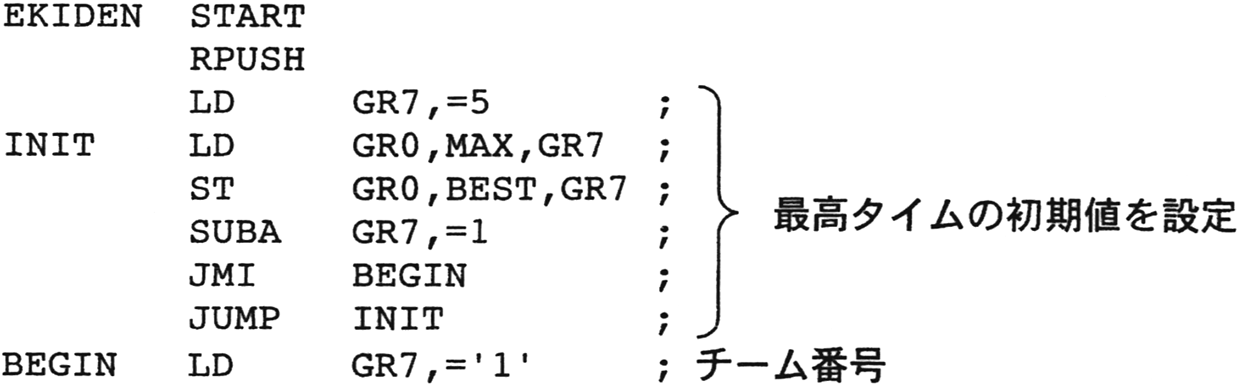 EKIDEN START
RPUSH
LD GR7,=5 ;
INIT LD GR0,MAX,GR7 ;
ST GR0,BEST,GR7 ;
SUBA GR7,=1 ; 最高タイムの初期値を設定
JMI BEGIN ;
JUMP INIT ;
BEGIN LD GR7,='1' ; チーム番号